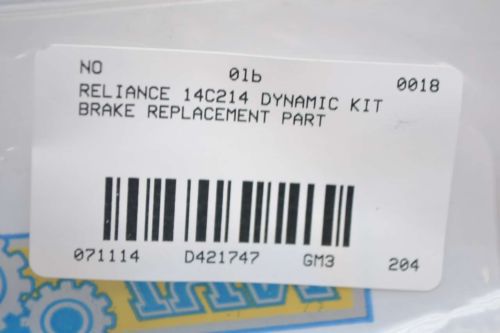 NO 0lb 0018
RELIANCE 14C214 DYNAMIC KIT
BRAKE REPLACEMENT PART
071114 D421747 GM3 204